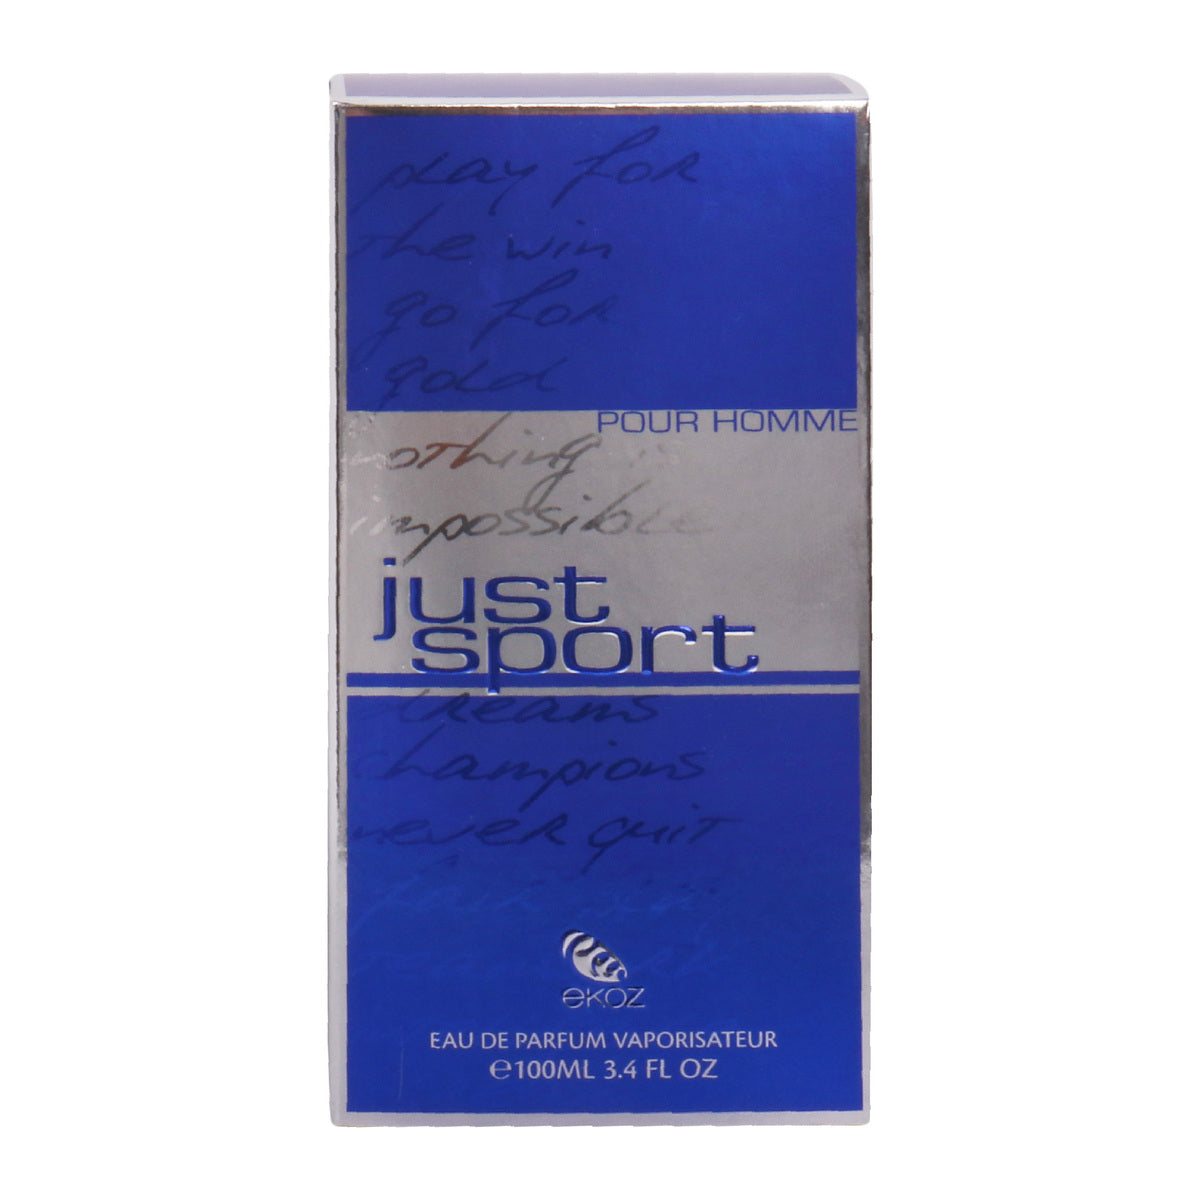 play for
the win
go for
gold
POUR HOMME
nothing
impossible
just
sport
dreams
champions
never quit
ekoz
EAU DE PARFUM VAPORISATEUR
℮100ML 3.4 FL OZ